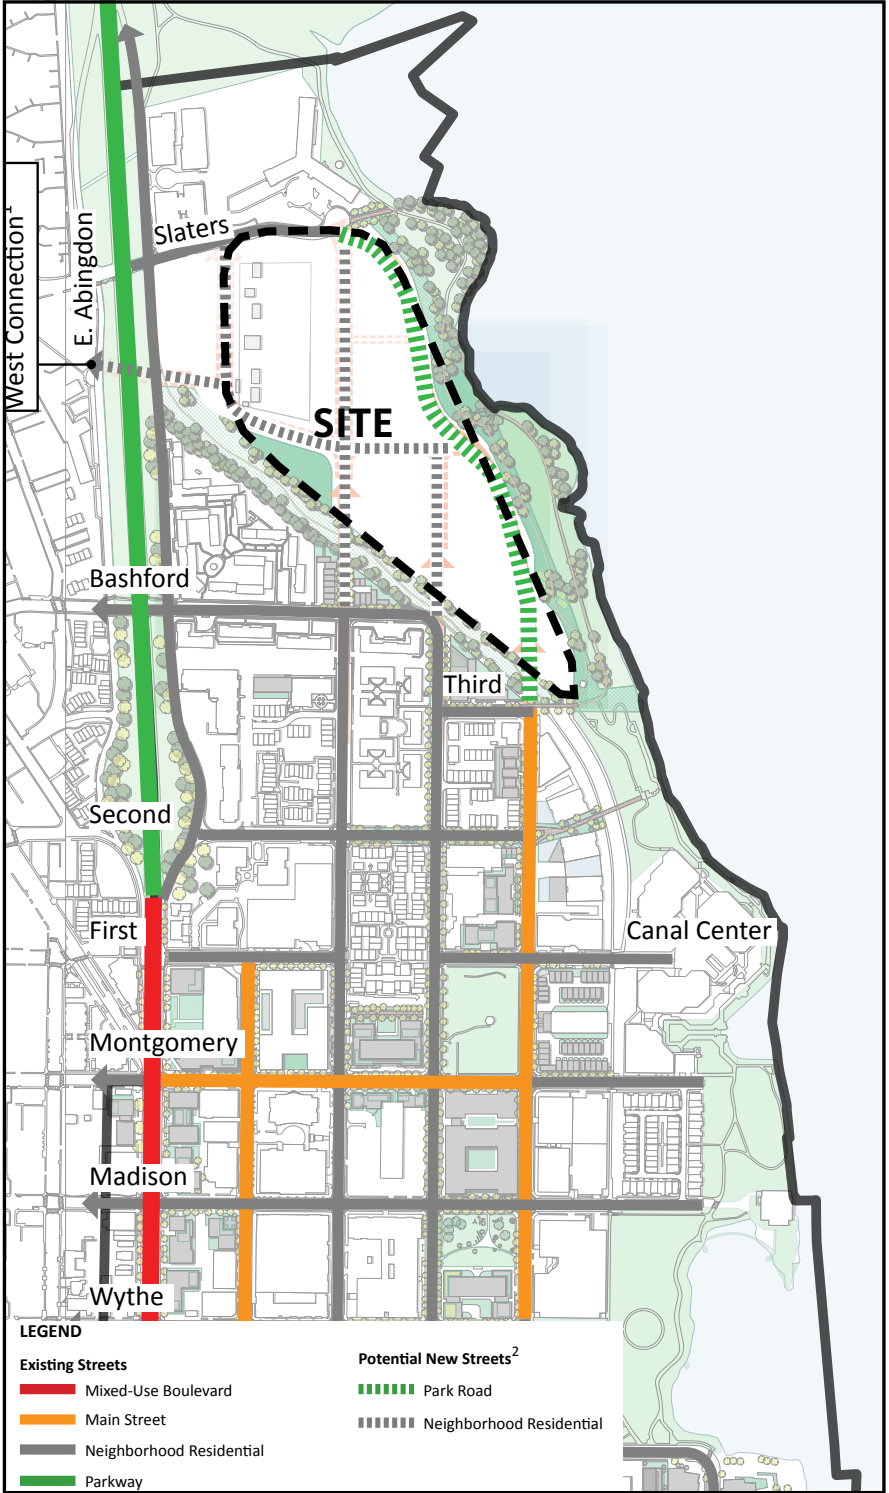 West Connection¹
E. Abingdon
Slaters
SITE
Bashford
Third
Second
First
Canal Center
Montgomery
Madison
Wythe
LEGEND
Existing Streets
Mixed-Use Boulevard
Main Street
Neighborhood Residential
Parkway
Potential New Streets²
Park Road
Neighborhood Residential